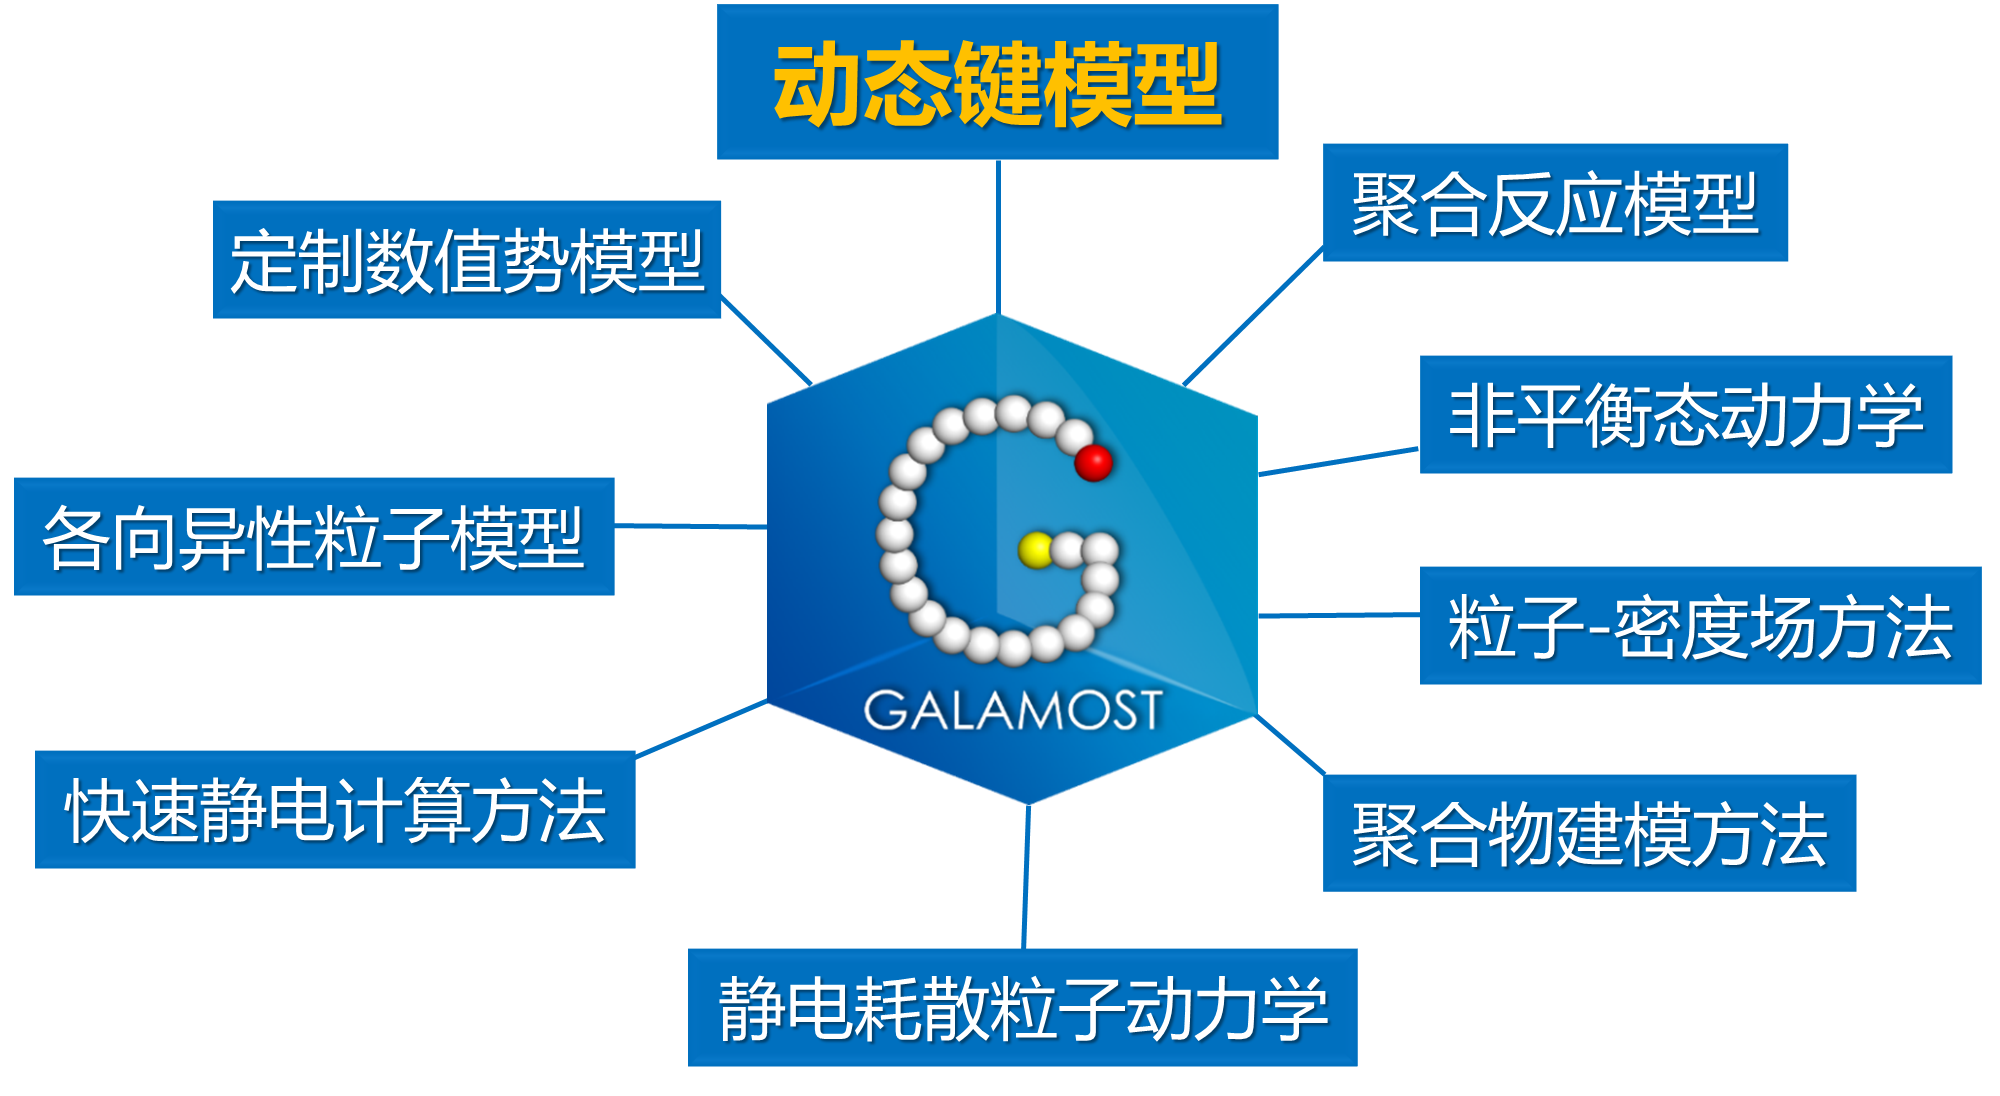 动态键模型
聚合反应模型
定制数值势模型
非平衡态动力学
各向异性粒子模型
粒子-密度场方法
GALAMOST
快速静电计算方法
聚合物建模方法
静电耗散粒子动力学